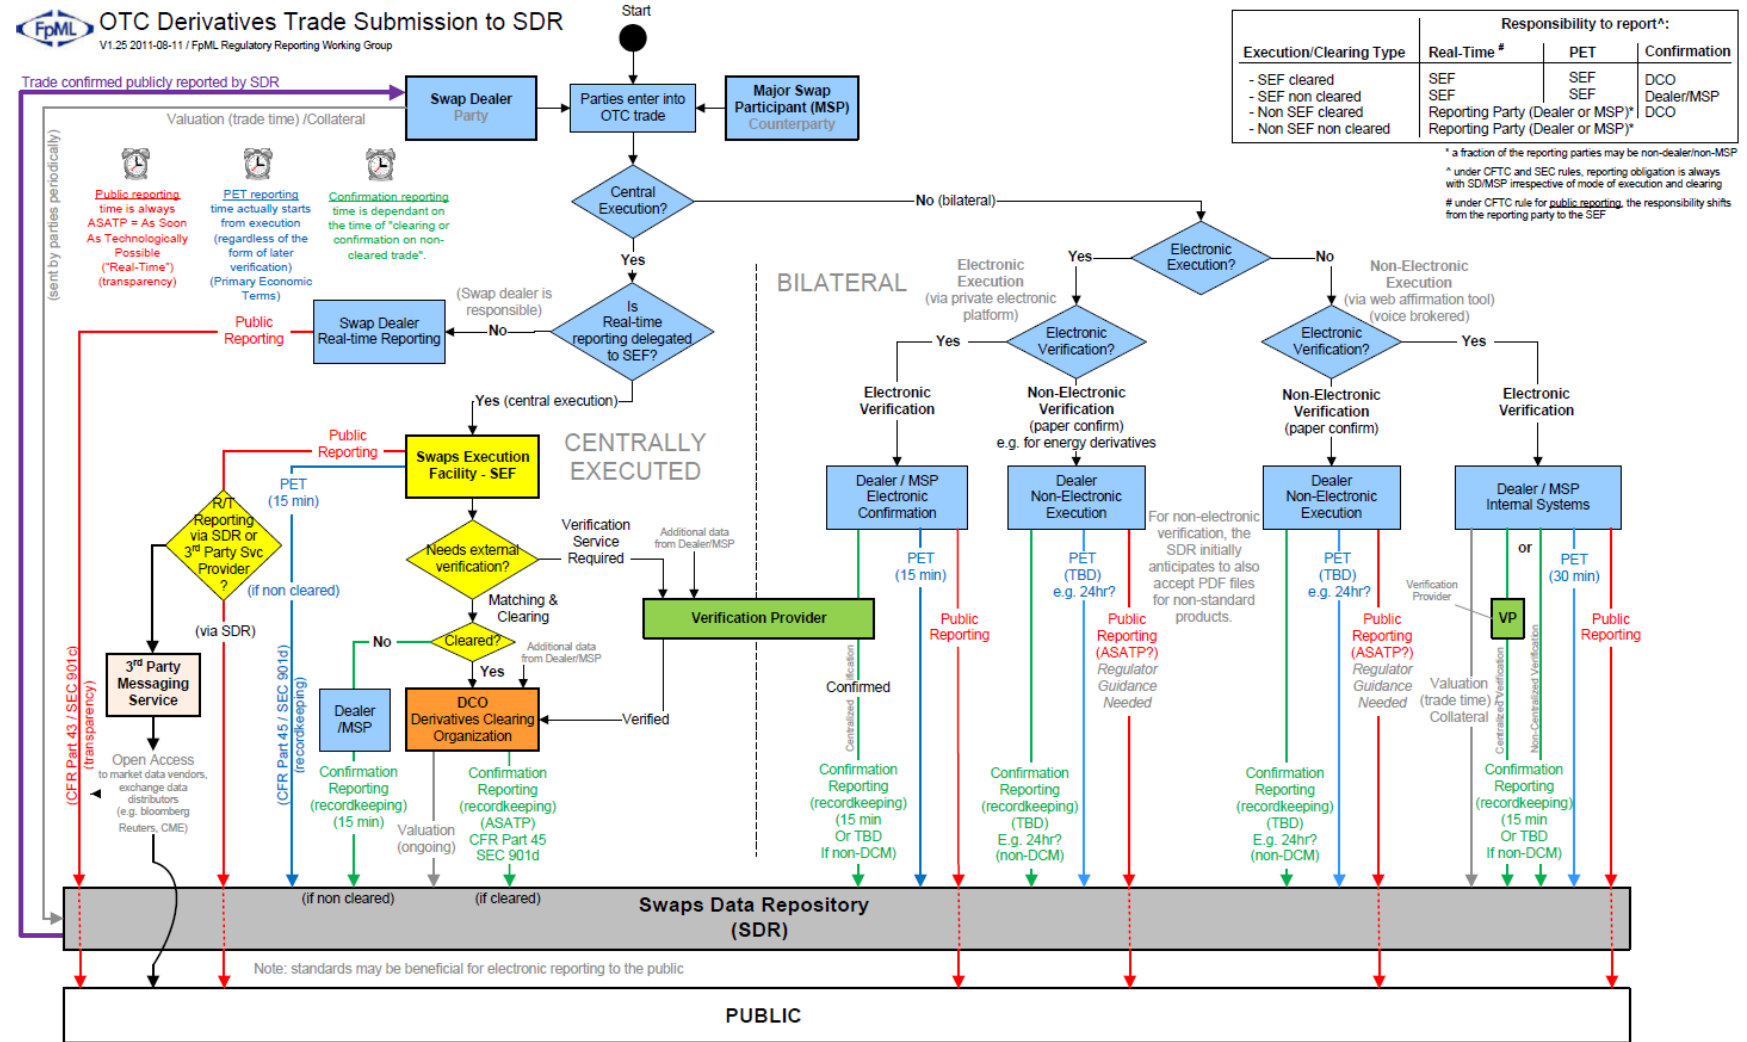 FpML
OTC Derivatives Trade Submission to SDR
V1.25 2011-08-11 / FpML Regulatory Reporting Working Group
Start
Responsibility to report^:
Execution/Clearing Type Real-Time # PET Confirmation
- SEF cleared SEF SEF DCO
- SEF non cleared SEF SEF Dealer/MSP
- Non SEF cleared Reporting Party (Dealer or MSP)* DCO
- Non SEF non cleared Reporting Party (Dealer or MSP)*
* a fraction of the reporting parties may be non-dealer/non-MSP
^ under CFTC and SEC rules, reporting obligation is always
with SD/MSP irrespective of mode of execution and clearing
# under CFTC rule for public reporting, the responsibility shifts
from the reporting party to the SEF
Trade confirmed publicly reported by SDR
Swap Dealer
Party
Parties enter into
OTC trade
Major Swap
Participant (MSP)
Counterparty
Valuation (trade time) /Collateral
(sent by parties periodically)
Public reporting
time is always
ASATP = As Soon
As Technologically
Possible
("Real-Time")
(transparency)
PET reporting
time actually starts
from execution
(regardless of the
form of later
verification)
(Primary Economic
Terms)
Confirmation reporting
time is dependant on
the time of "clearing or
confirmation on non-
cleared trade".
Central
Execution?
No (bilateral)
Yes
Electronic
Execution?
Yes
No
BILATERAL
Electronic
Execution
(via private electronic
platform)
Non-Electronic
Execution
(via web affirmation tool)
(voice brokered)
(Swap dealer is
responsible)
Is
Real-time
reporting delegated
to SEF?
No
Swap Dealer
Real-time Reporting
Public
Reporting
Electronic
Verification?
Yes
Electronic
Verification?
Yes
Electronic
Verification
Non-Electronic
Verification
(paper confirm)
e.g. for energy derivatives
Non-Electronic
Verification
(paper confirm)
Electronic
Verification
Yes (central execution)
CENTRALLY
EXECUTED
Public
Reporting
Swaps Execution
Facility - SEF
PET
(15 min)
R/T
Reporting
via SDR or
3rd Party Svc
Provider
?
(if non cleared)
(via SDR)
Needs external
verification?
Verification
Service
Required
Additional data
from Dealer/MSP
Matching &
Clearing
Verification Provider
Cleared?
No
Yes
Additional data
from Dealer/MSP
3rd Party
Messaging
Service
Dealer
/MSP
DCO
Derivatives Clearing
Organization
Verified
Confirmed
Open Access
to market data vendors,
exchange data
distributors
(e.g. bloomberg
Reuters, CME)
(CFR Part 43 / SEC 901c)
(transparency)
(CFR Part 45 / SEC 901d)
(recordkeeping)
Confirmation
Reporting
(recordkeeping)
(15 min)
Valuation
(ongoing)
Confirmation
Reporting
(recordkeeping)
(ASATP)
CFR Part 45
SEC 901d
Dealer / MSP
Electronic
Confirmation
Dealer
Non-Electronic
Execution
Dealer
Non-Electronic
Execution
Dealer / MSP
Internal Systems
For non-electronic
verification, the
SDR initially
anticipates to also
accept PDF files
for non-standard
products.
PET
(15 min)
Public
Reporting
Centralized
Confirmation
Reporting
(recordkeeping)
(15 min
Or TBD
If non-DCM)
PET
(TBD)
e.g. 24hr?
Public
Reporting
(ASATP?)
Regulator
Guidance
Needed
Confirmation
Reporting
(recordkeeping)
(TBD)
E.g. 24hr?
(non-DCM)
PET
(TBD)
e.g. 24hr?
Public
Reporting
(ASATP?)
Regulator
Guidance
Needed
Confirmation
Reporting
(recordkeeping)
(TBD)
E.g. 24hr?
(non-DCM)
or
PET
(30 min)
Verification
Provider
VP
Public
Reporting
Valuation
(trade time) /
Collateral
Centralized Verification
Non-Centralized Verification
Confirmation
Reporting
(recordkeeping)
(15 min
Or TBD
If non-DCM)
(if non cleared)
(if cleared)
Swaps Data Repository
(SDR)
Note: standards may be beneficial for electronic reporting to the public
PUBLIC